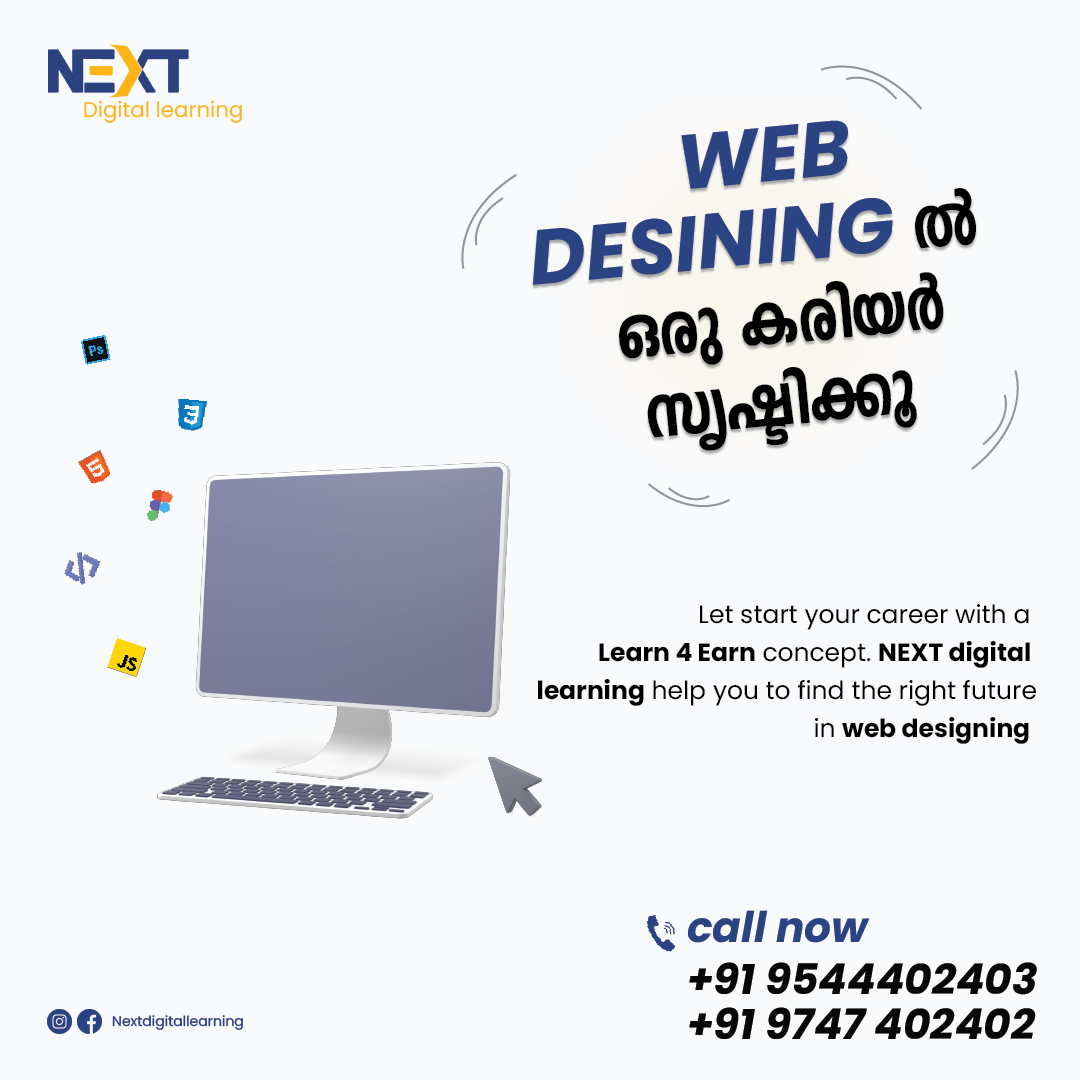 NEXT
Digital learning
WEB
DESINING ൽ
ഒരു കരിയർ
സൃഷ്ടിക്കൂ
Ps
3
5
JS
Let start your career with a
Learn 4 Earn concept. NEXT digital
learning help you to find the right future
in web designing
call now
+91 9544402403
+91 9747 402402
Nextdigitallearning